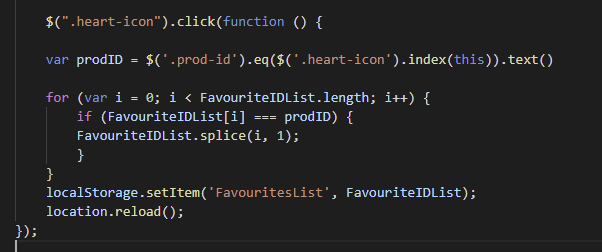 $(".heart-icon").click(function () {
var prodID = $('.prod-id').eq($('.heart-icon').index(this)).text()
for (var i = 0; i < FavouriteIDList.length; i++) {
if (FavouriteIDList[i] === prodID) {
FavouriteIDList.splice(i, 1);
}
}
localStorage.setItem('FavouritesList', FavouriteIDList);
location.reload();
});